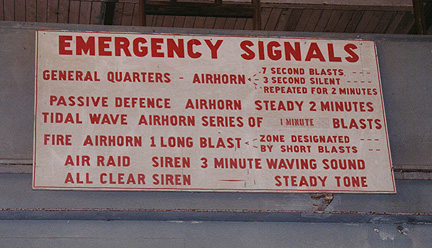 EMERGENCY SIGNALS
7 SECOND BLASTS
GENERAL QUARTERS - AIRHORN 3 SECOND SILENT
REPEATED FOR 2 MINUTES
PASSIVE DEFENCE AIRHORN STEADY 2 MINUTES
TIDAL WAVE AIRHORN SERIES OF 1 MINUTE BLASTS
FIRE AIRHORN 1 LONG BLAST ZONE DESIGNATED
BY SHORT BLASTS
AIR RAID SIREN 3 MINUTE WAVING SOUND
ALL CLEAR SIREN STEADY TONE